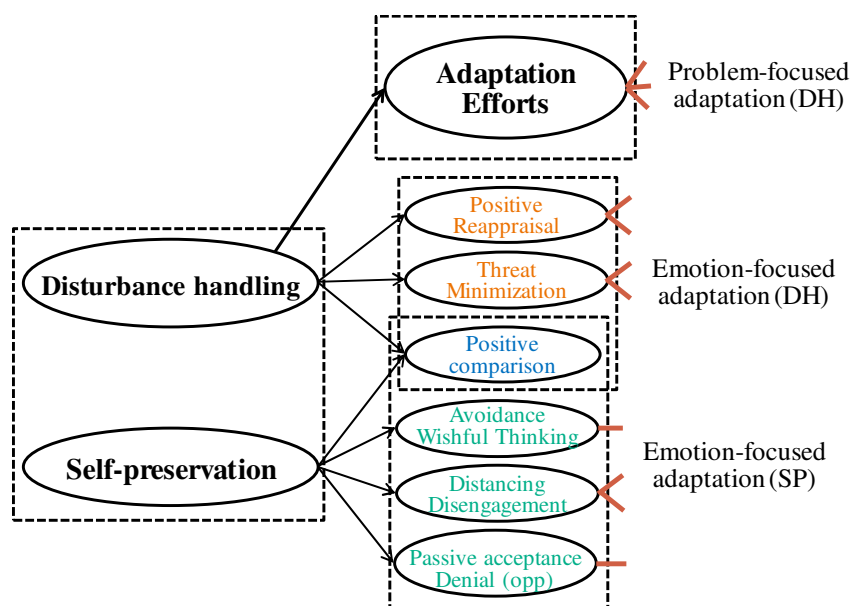 Adaptation
Efforts
Problem-focused
adaptation (DH)
Positive
Reappraisal
Disturbance handling
Threat
Minimization
Emotion-focused
adaptation (DH)
Positive
comparison
Avoidance
Wishful Thinking
Self-preservation
Distancing
Disengagement
Emotion-focused
adaptation (SP)
Passive acceptance
Denial (opp)